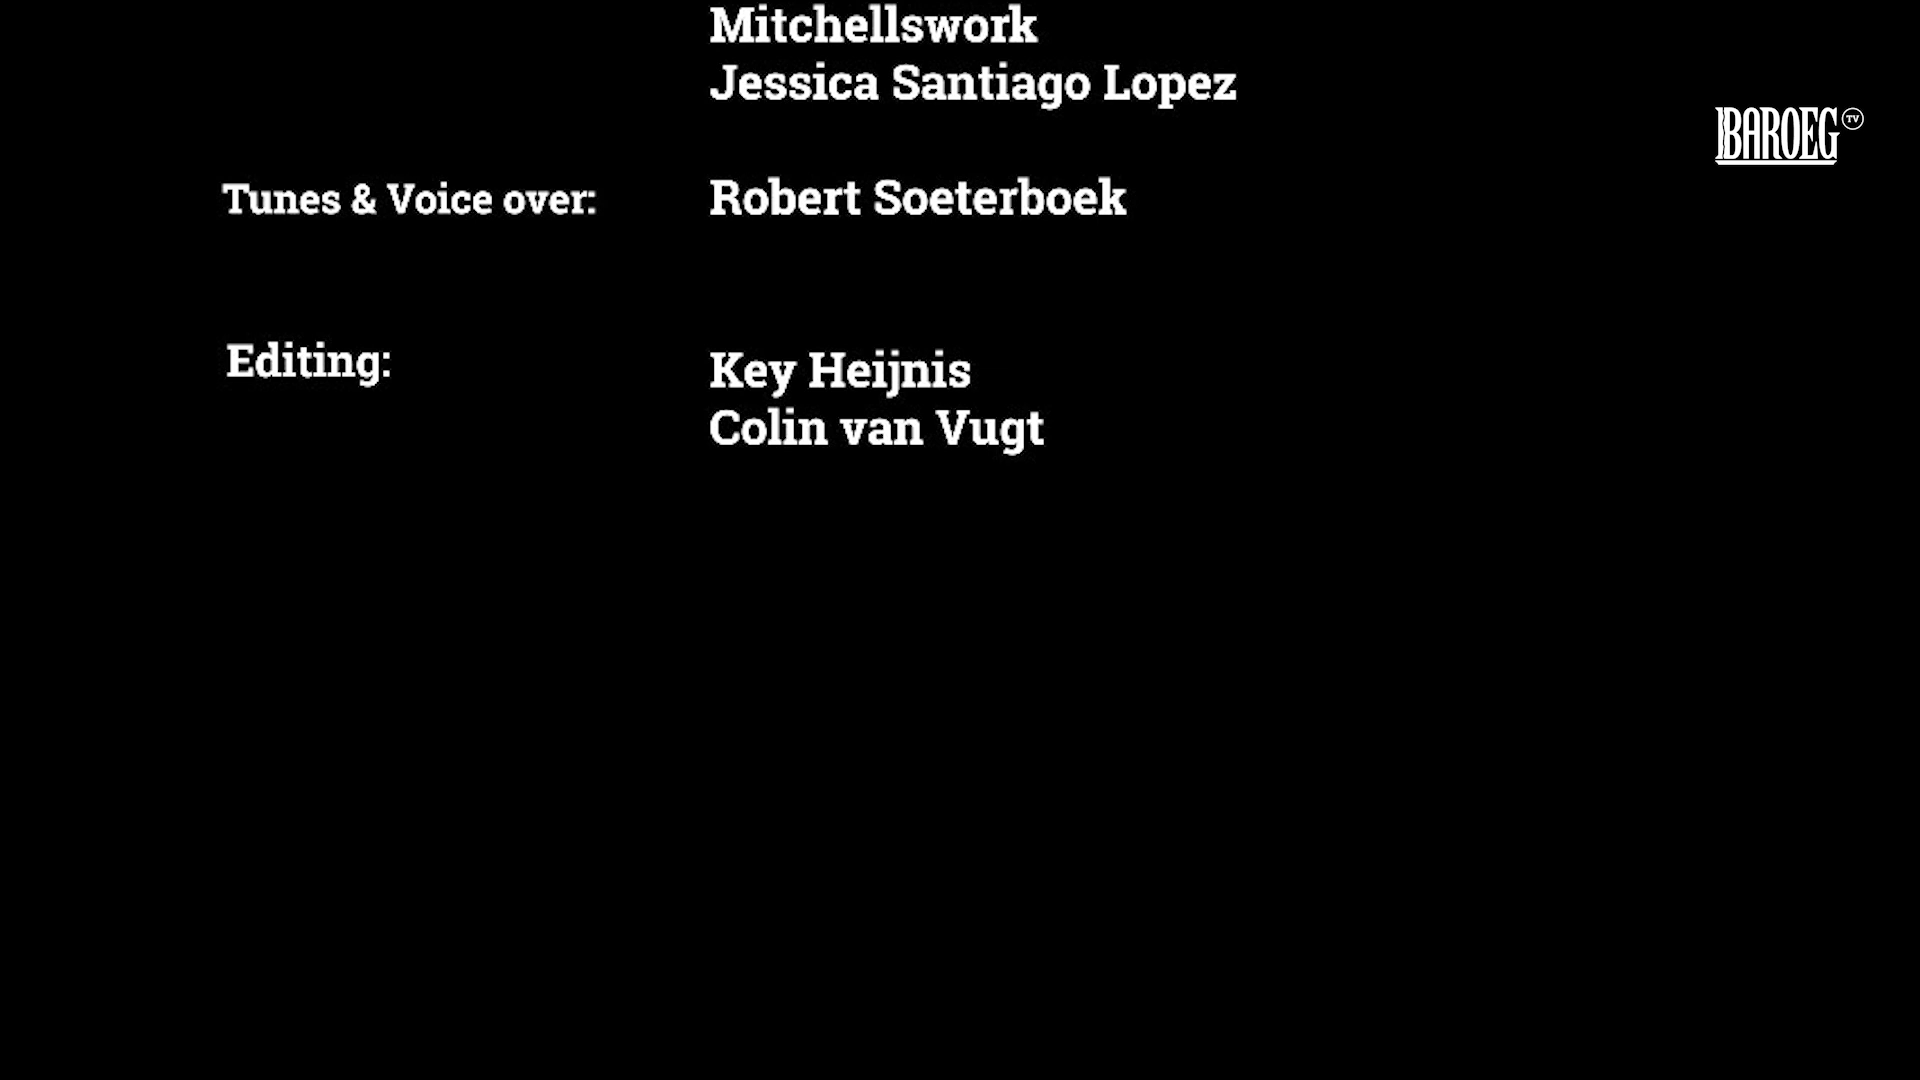 Mitchellswork
Jessica Santiago Lopez
BAROEG TV
Tunes & Voice over: Robert Soeterboek
Editing: Key Heijnis
Colin van Vugt